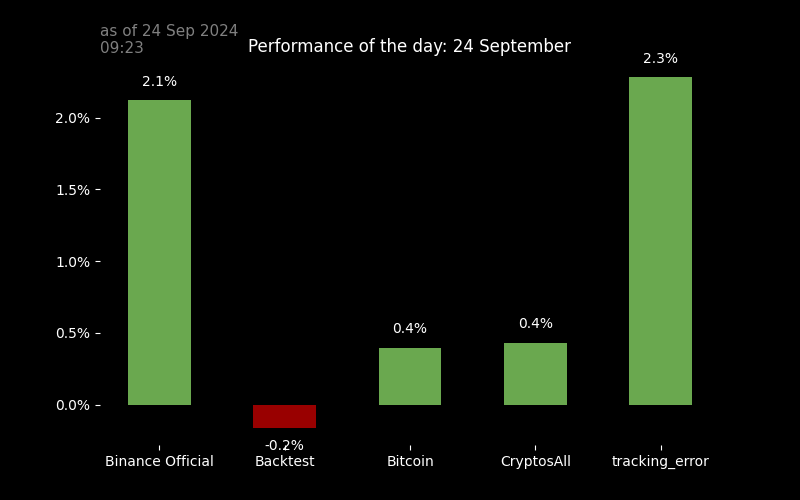 as of 24 Sep 2024
09:23
Performance of the day: 24 September
2.1%
-0.2%
0.4%
0.4%
2.3%
2.0%
1.5%
1.0%
0.5%
0.0%
Binance Official
Backtest
Bitcoin
CryptosAll
tracking_error